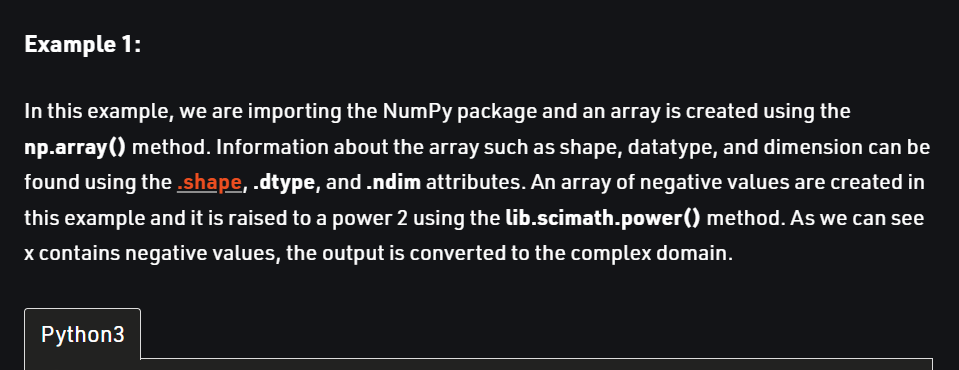 Example 1:
In this example, we are importing the NumPy package and an array is created using the
np.array() method. Information about the array such as shape, datatype, and dimension can be
found using the .shape, .dtype, and .ndim attributes. An array of negative values are created in
this example and it is raised to a power 2 using the lib.scimath.power() method. As we can see
x contains negative values, the output is converted to the complex domain.
Python3